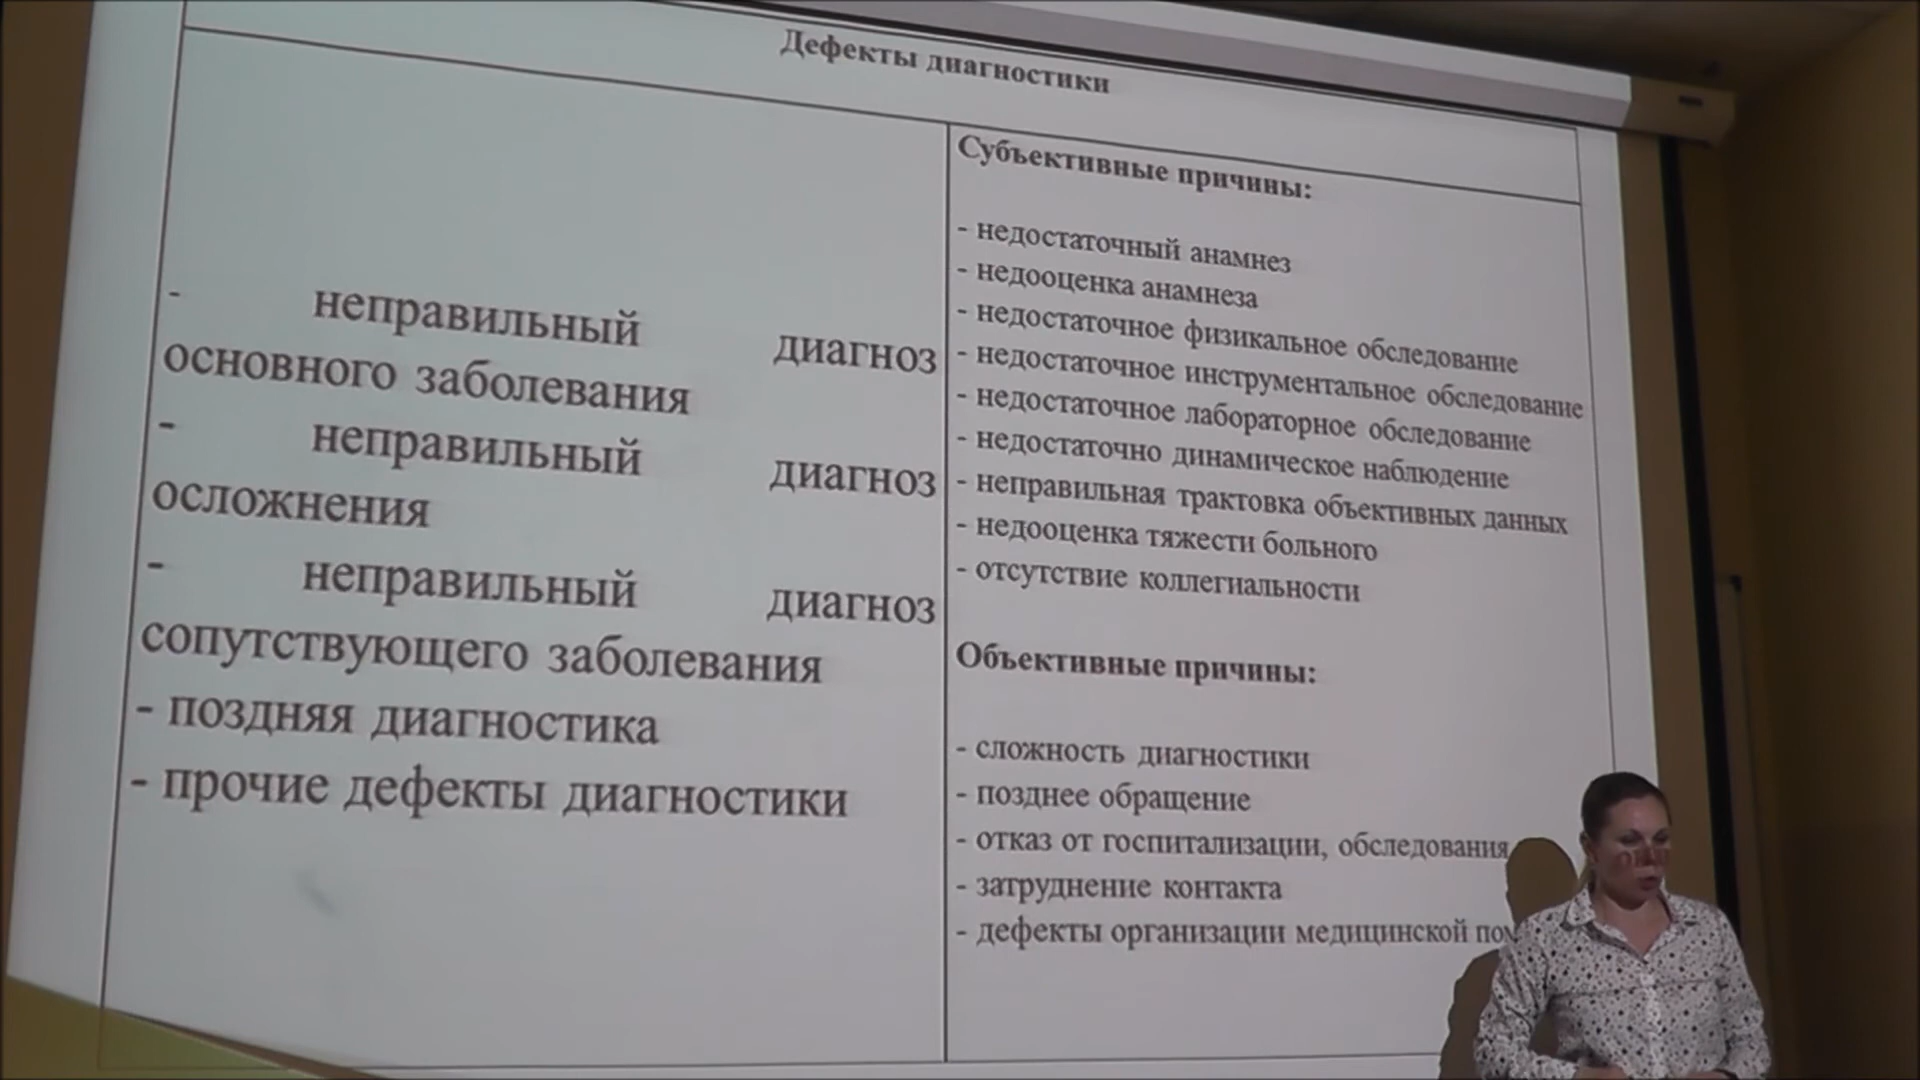 Дефекты диагностики
- неправильный диагноз
основного заболевания
- неправильный диагноз
осложнения
- неправильный диагноз
сопутствующего заболевания
- поздняя диагностика
- прочие дефекты диагностики
Субъективные причины:
- недостаточный анамнез
- недооценка анамнеза
- недостаточное физикальное обследование
- недостаточное инструментальное обследование
- недостаточное лабораторное обследование
- недостаточно динамическое наблюдение
- неправильная трактовка объективных данных
- недооценка тяжести больного
- отсутствие коллегиальности
Объективные причины:
- сложность диагностики
- позднее обращение
- отказ от госпитализации, обследования
- затруднение контакта
- дефекты организации медицинской